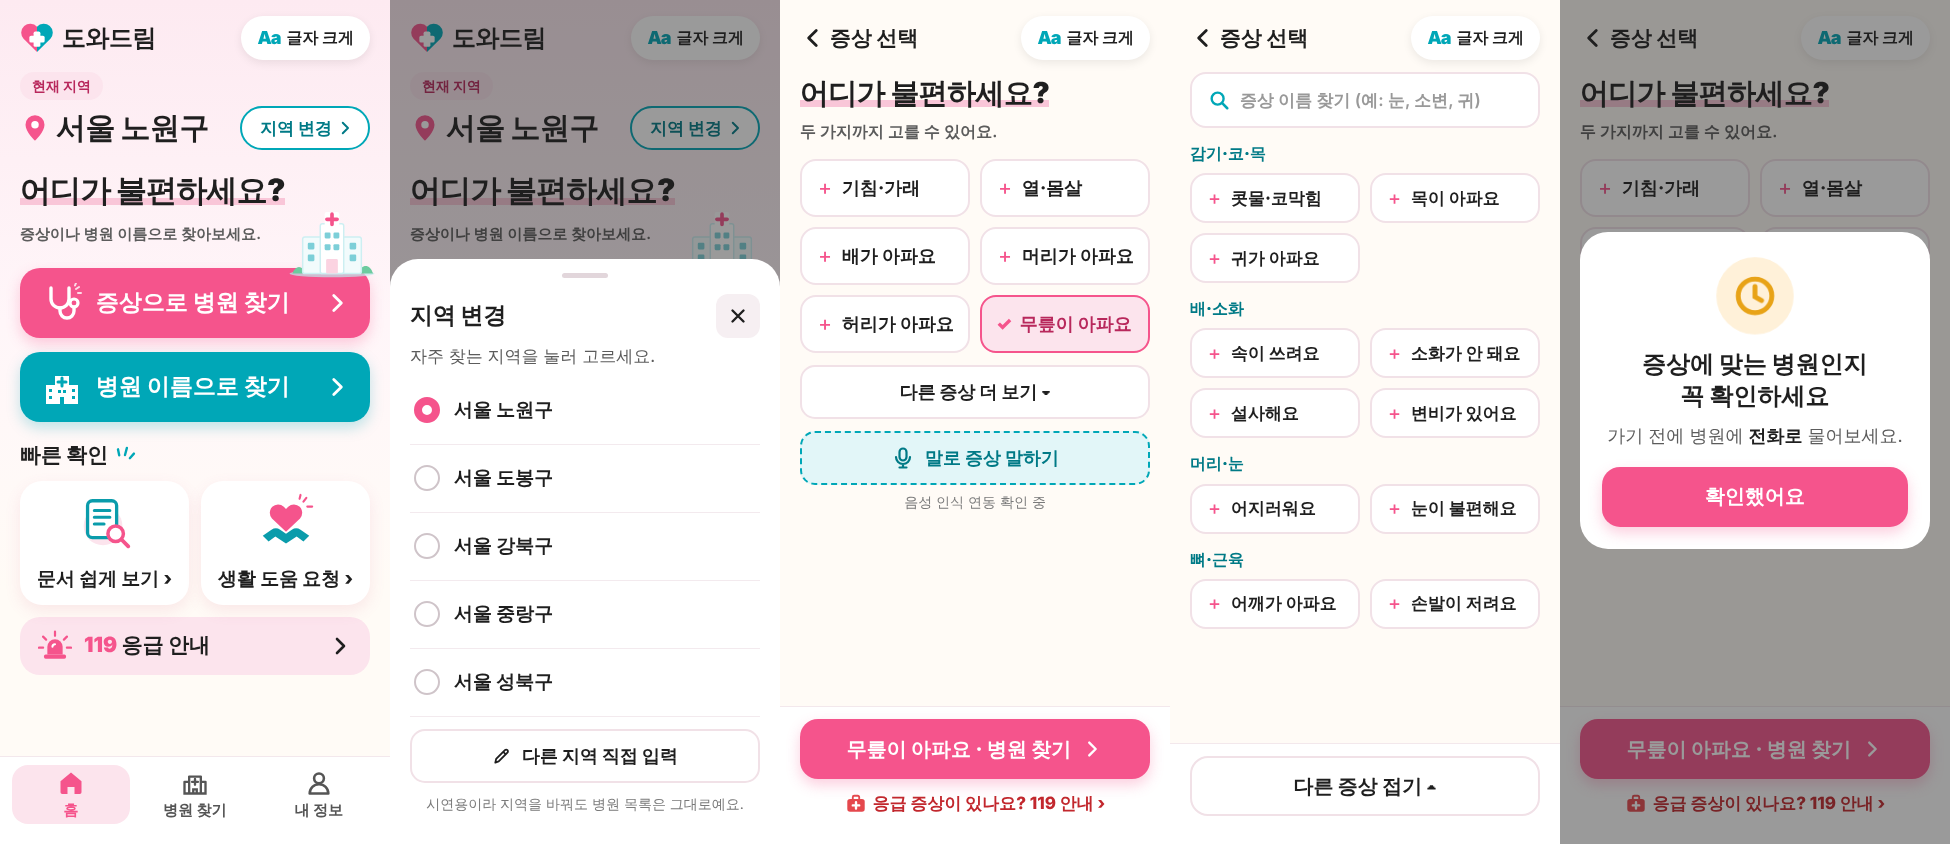 도와드림
Aa 글자 크게
현재 지역
서울 노원구
지역 변경 >
어디가 불편하세요?
증상이나 병원 이름으로 찾아보세요.
증상으로 병원 찾기 >
병원 이름으로 찾기 >
빠른 확인
문서 쉽게 보기 ›
생활 도움 요청 ›
119 응급 안내 >
홈
병원 찾기
내 정보
도와드림
Aa 글자 크게
현재 지역
서울 노원구
지역 변경 >
어디가 불편하세요?
증상이나 병원 이름으로 찾아보세요.
지역 변경
자주 찾는 지역을 눌러 고르세요.
서울 노원구
서울 도봉구
서울 강북구
서울 중랑구
서울 성북구
다른 지역 직접 입력
시연용이라 지역을 바꿔도 병원 목록은 그대로예요.
증상 선택
Aa 글자 크게
어디가 불편하세요?
두 가지까지 고를 수 있어요.
+ 기침·가래
+ 열·몸살
+ 배가 아파요
+ 머리가 아파요
+ 허리가 아파요
✓ 무릎이 아파요
다른 증상 더 보기
말로 증상 말하기
음성 인식 연동 확인 중
무릎이 아파요 · 병원 찾기 >
응급 증상이 있나요? 119 안내 ›
증상 선택
Aa 글자 크게
증상 이름 찾기 (예: 눈, 소변, 귀)
감기·코·목
+ 콧물·코막힘
+ 목이 아파요
+ 귀가 아파요
배·소화
+ 속이 쓰려요
+ 소화가 안 돼요
+ 설사해요
+ 변비가 있어요
머리·눈
+ 어지러워요
+ 눈이 불편해요
뼈·근육
+ 어깨가 아파요
+ 손발이 저려요
다른 증상 접기
증상 선택
Aa 글자 크게
어디가 불편하세요?
두 가지까지 고를 수 있어요.
+ 기침·가래
+ 열·몸살
증상에 맞는 병원인지
꼭 확인하세요
가기 전에 병원에 전화로 물어보세요.
확인했어요
무릎이 아파요 · 병원 찾기 >
응급 증상이 있나요? 119 안내 ›